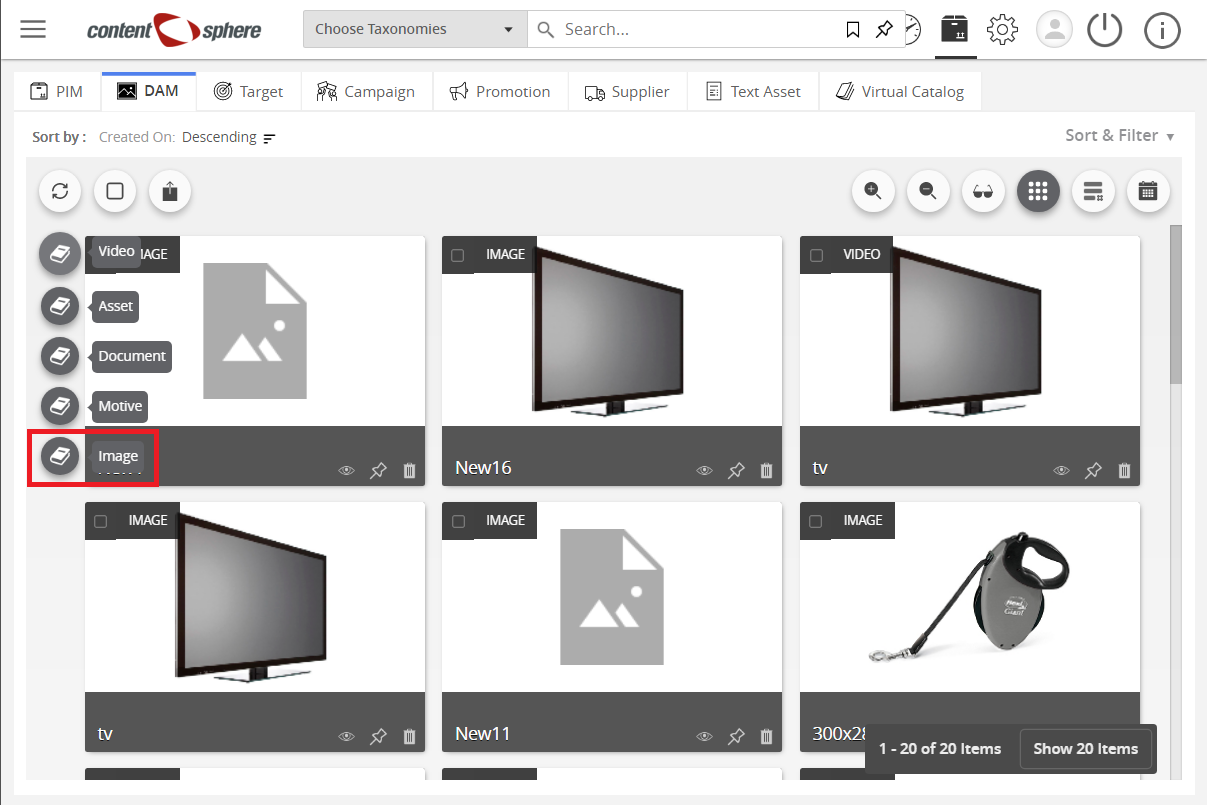 content sphere
Choose Taxonomies
Search...
PIM
DAM
Target
Campaign
Promotion
Supplier
Text Asset
Virtual Catalog
Sort by : Created On: Descending
Sort & Filter
Video
IMAGE
IMAGE
VIDEO
Asset
Document
Motive
Image
New16
tv
IMAGE
IMAGE
IMAGE
Nexi
Giant
tv
New11
1 - 20 of 20 Items
Show 20 Items